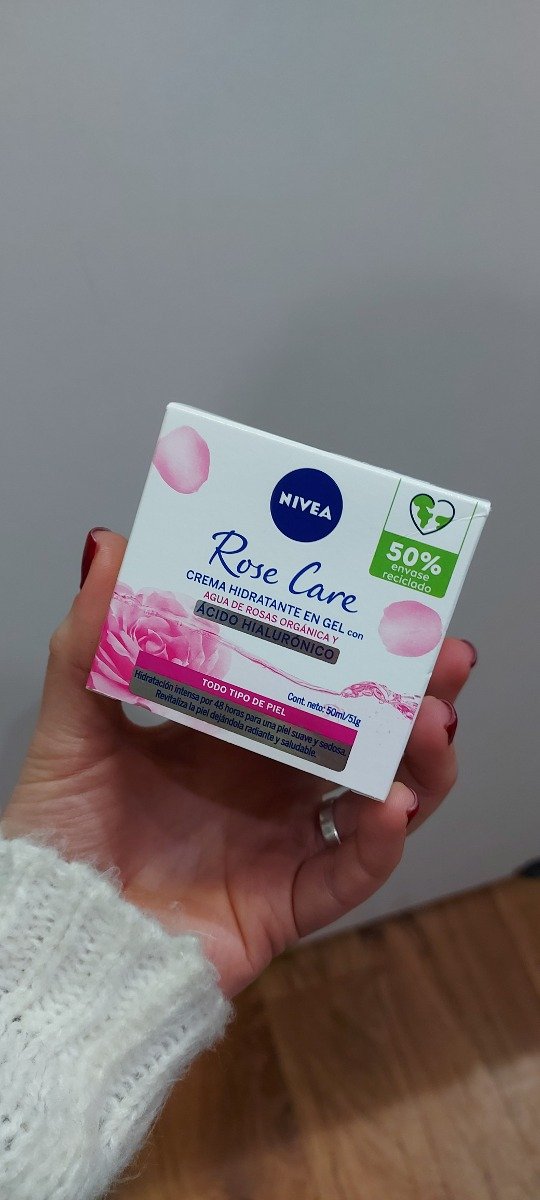 NIVEA
50%
envase
reciclado
Rose Care
CREMA HIDRATANTE EN GEL con
AGUA DE ROSAS ORGÁNICA Y
ÁCIDO HIALURÓNICO
TODO TIPO DE PIEL
Cont. neto: 50ml/51g
Hidratación intensa por 48 horas para una piel suave y sedosa.
Revitaliza la piel dejándola radiante y saludable.